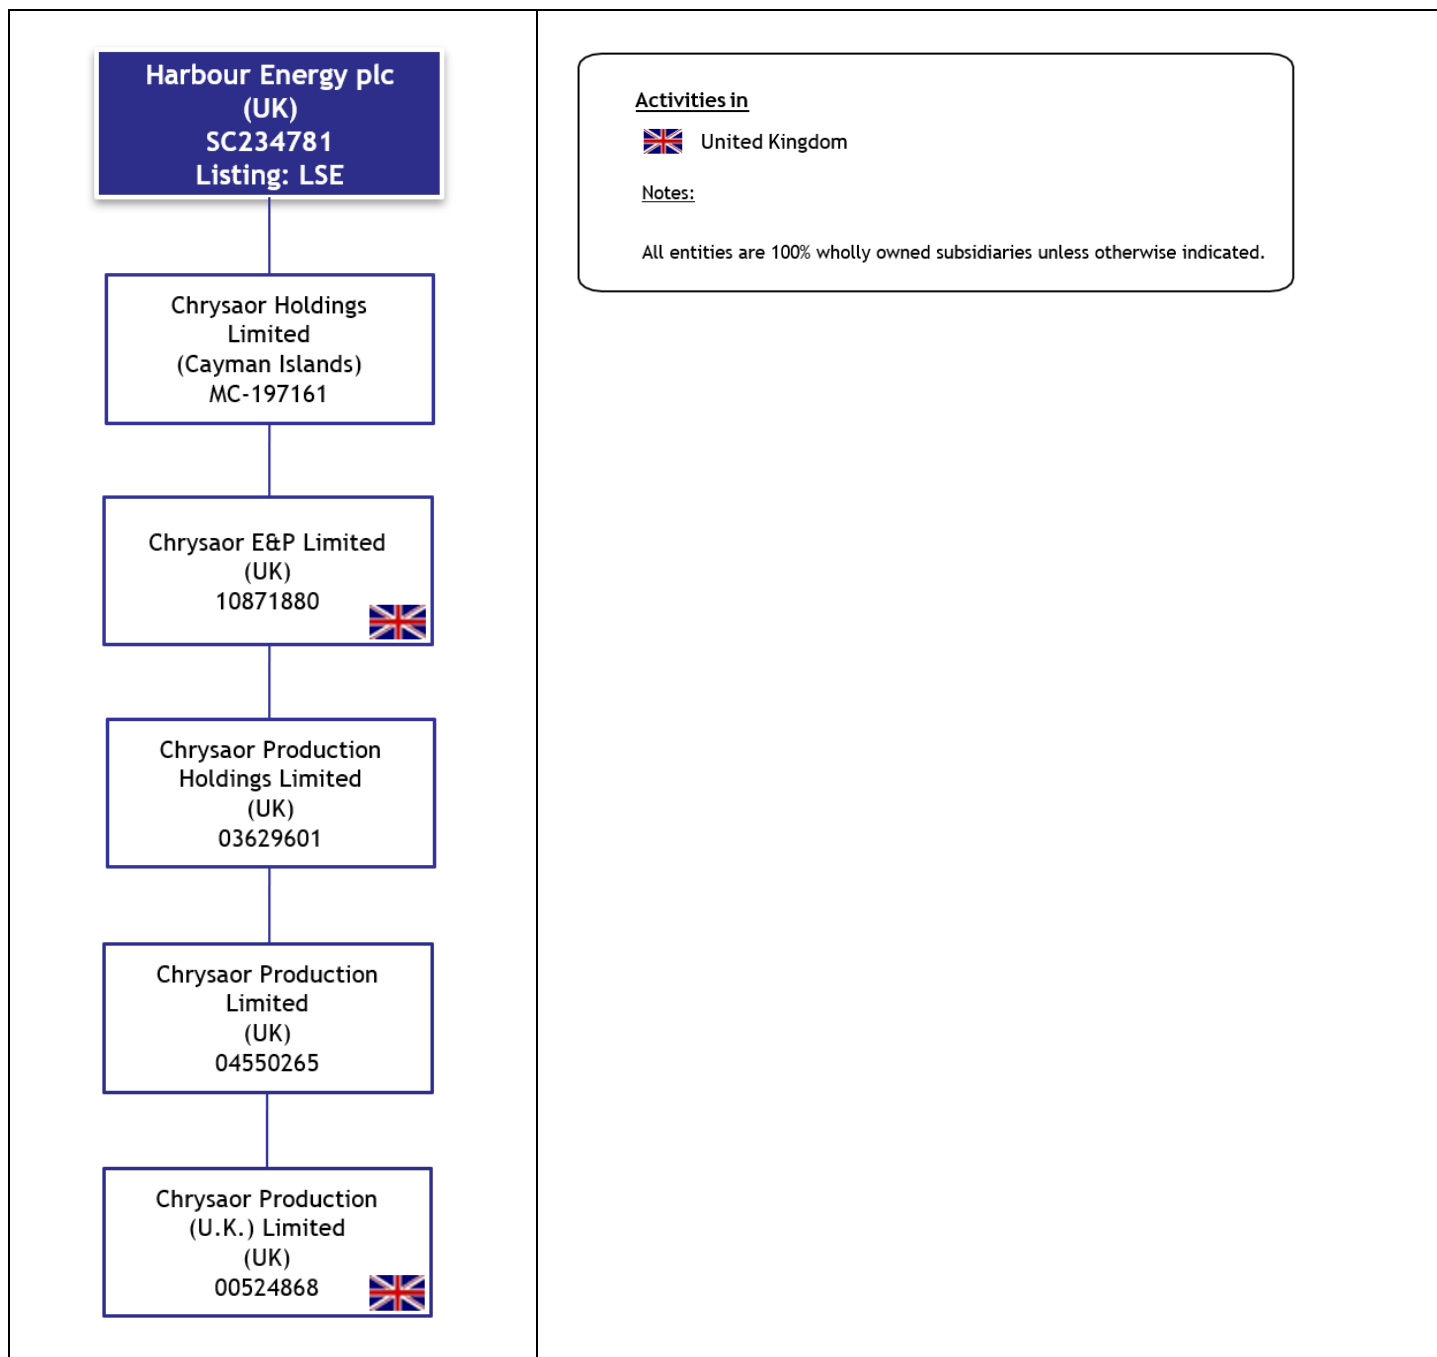 Harbour Energy plc
(UK)
SC234781
Listing: LSE
Chrysaor Holdings
Limited
(Cayman Islands)
MC-197161
Chrysaor E&P Limited
(UK)
10871880
Chrysaor Production
Holdings Limited
(UK)
03629601
Chrysaor Production
Limited
(UK)
04550265
Chrysaor Production
(U.K.) Limited
(UK)
00524868
Activities in
United Kingdom
Notes:
All entities are 100% wholly owned subsidiaries unless otherwise indicated.